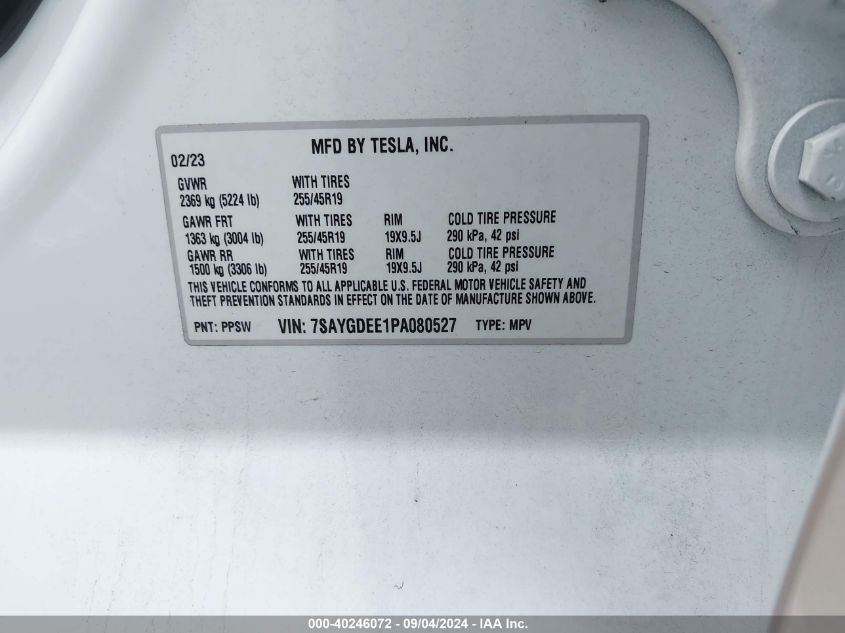 MFD BY TESLA, INC.
02/23
GVWR WITH TIRES
2369 kg (5224 lb) 255/45R19
GAWR FRT WITH TIRES RIM COLD TIRE PRESSURE
1363 kg (3004 lb) 255/45R19 19X9.5J 290 kPa, 42 psi
GAWR RR WITH TIRES RIM COLD TIRE PRESSURE
1500 kg (3306 lb) 255/45R19 19X9.5J 290 kPa, 42 psi
THIS VEHICLE CONFORMS TO ALL APPLICABLE U.S. FEDERAL MOTOR VEHICLE SAFETY AND
THEFT PREVENTION STANDARDS IN EFFECT ON THE DATE OF MANUFACTURE SHOWN ABOVE.
PNT: PPSW VIN: 7SAYGDEE1PA080527 TYPE: MPV
000-40246072 - 09/04/2024 - IAA Inc.